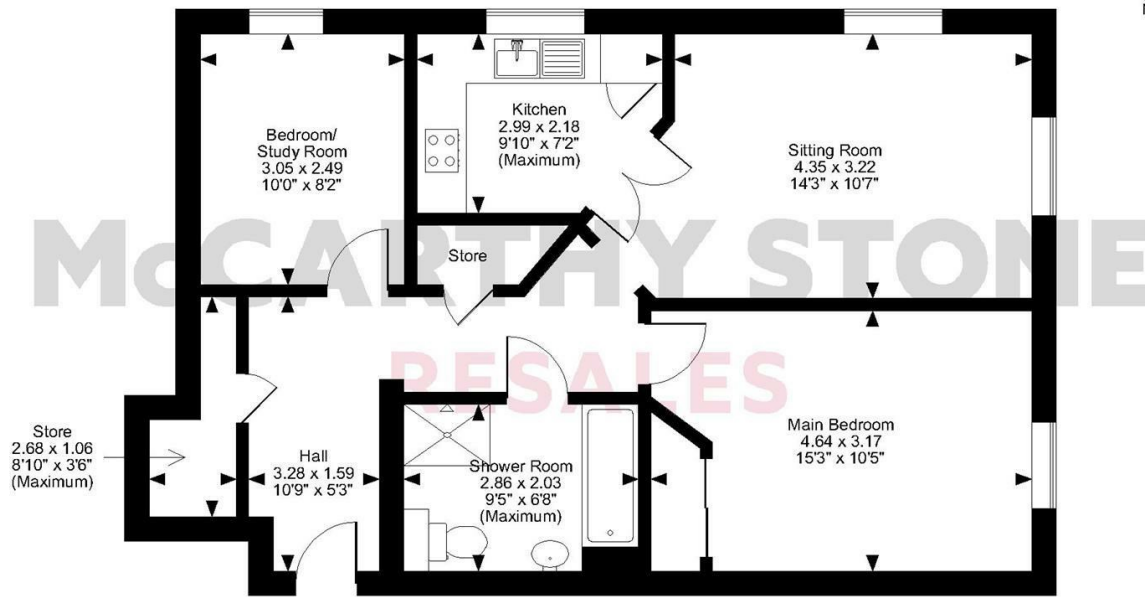 Bedroom/
Study Room
3.05 x 2.49
10'0" x 8'2"
Kitchen
2.99 x 2.18
9'10" x 7'2"
(Maximum)
Sitting Room
4.35 x 3.22
14'3" x 10'7"
McCARTHY STONE
RESALES
Store
Store
2.68 x 1.06
8'10" x 3'6"
(Maximum)
Hall
3.28 x 1.59
10'9" x 5'3"
Shower Room
2.86 x 2.03
9'5" x 6'8"
(Maximum)
Main Bedroom
4.64 x 3.17
15'3" x 10'5"